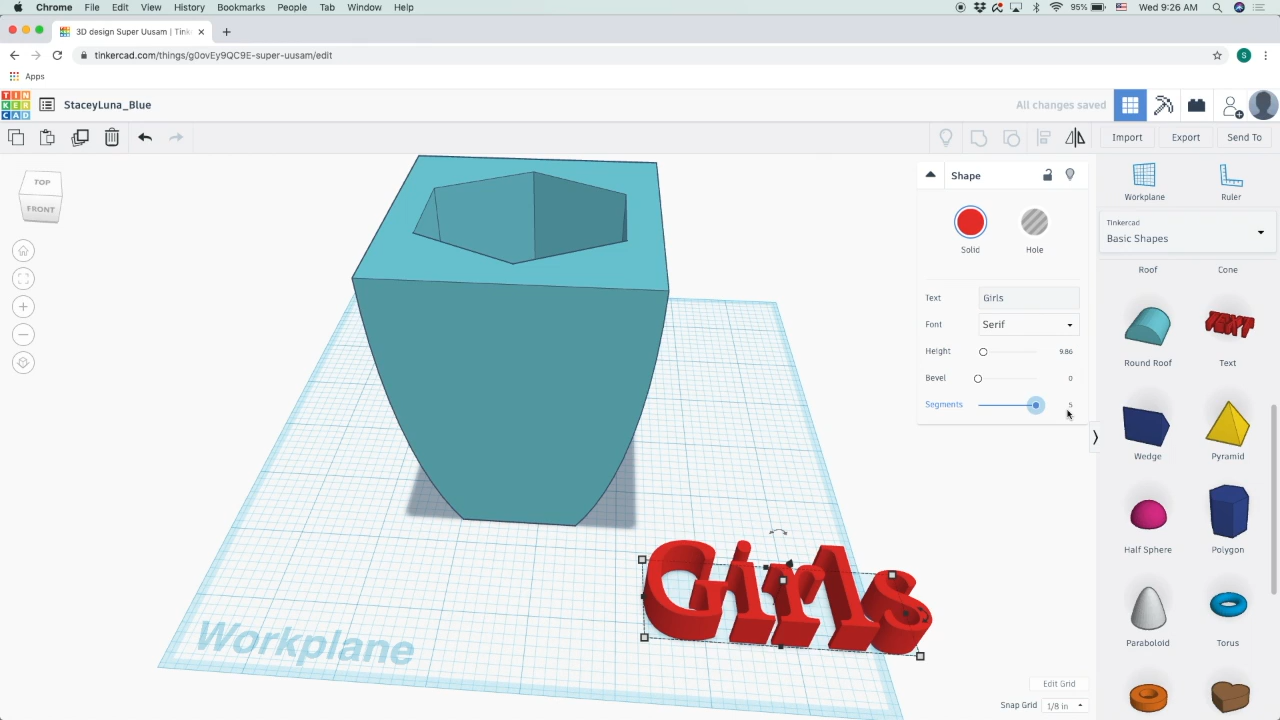 Chrome File Edit View History Bookmarks People Tab Window Help 95% Wed 9:26 AM
3D design Super Uusam | Tink
tinkercad.com/things/g0ovEy9QC9E-super-uusam/edit S
Apps
TIN KER CAD StaceyLuna_Blue All changes saved
Import Export Send To
TOP
FRONT
Shape
Workplane Ruler
Tinkercad
Basic Shapes
Solid Hole
Roof Cone
Text Girls
Font Serif
Height 9.86
Bevel 0
Segments 5
TEXT
Round Roof Text
Wedge Pyramid
Half Sphere Polygon
Girls
Workplane
Paraboloid Torus
Edit Grid
Snap Grid 1/8 in